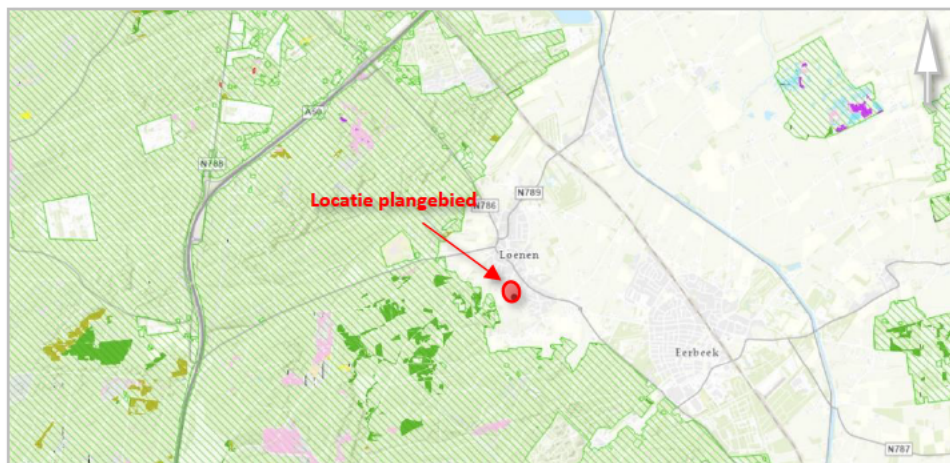 A50
N788
Locatie plangebied
N789
N786
Loenen
Eerbeek
N787